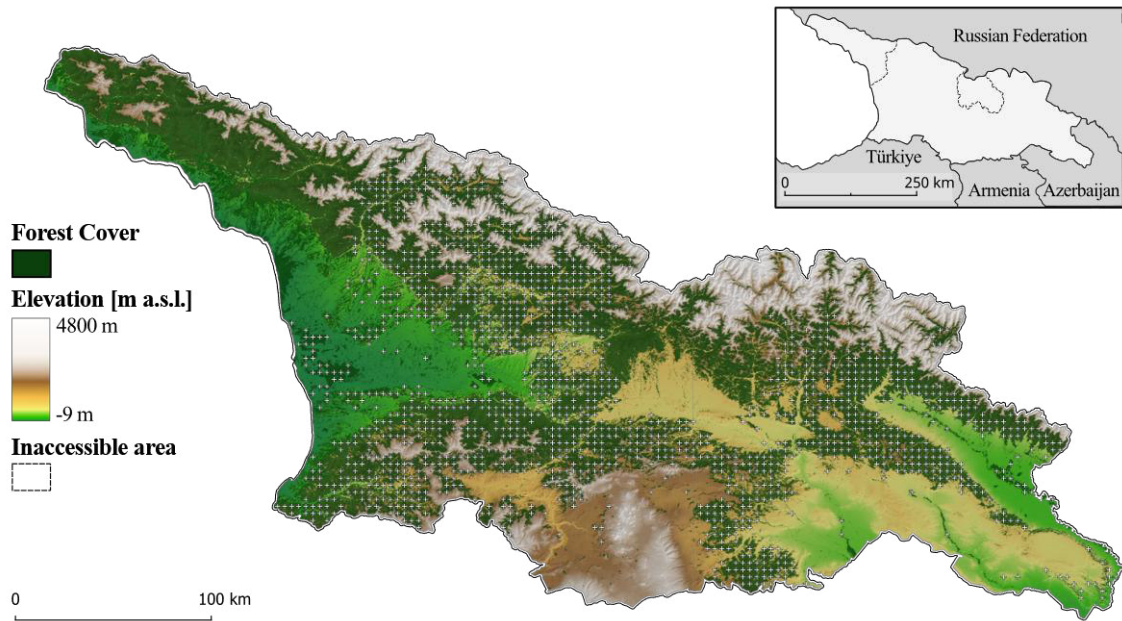 Russian Federation
Türkiye
Armenia
Azerbaijan
0 250 km
Forest Cover
Elevation [m a.s.l.]
4800 m
-9 m
Inaccessible area
0 100 km